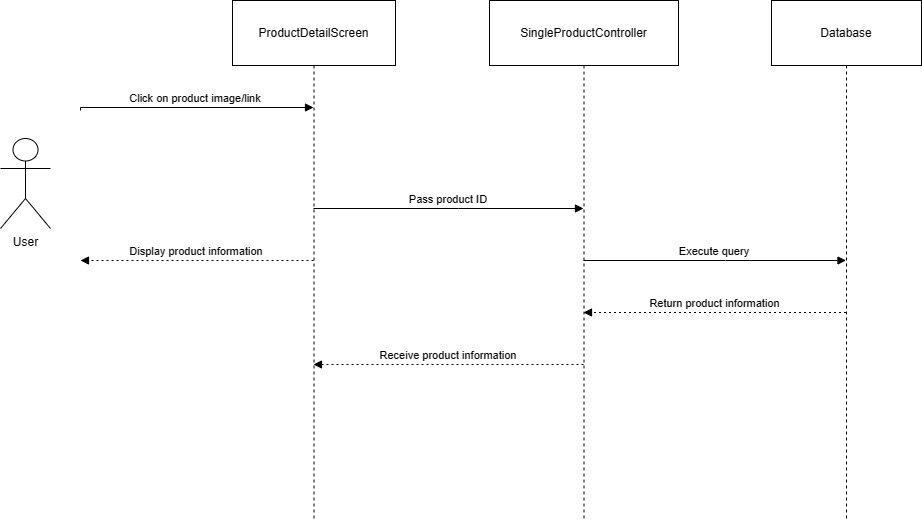 ProductDetailScreen
SingleProductController
Database
Click on product image/link
Pass product ID
User
Display product information
Execute query
Return product information
Receive product information